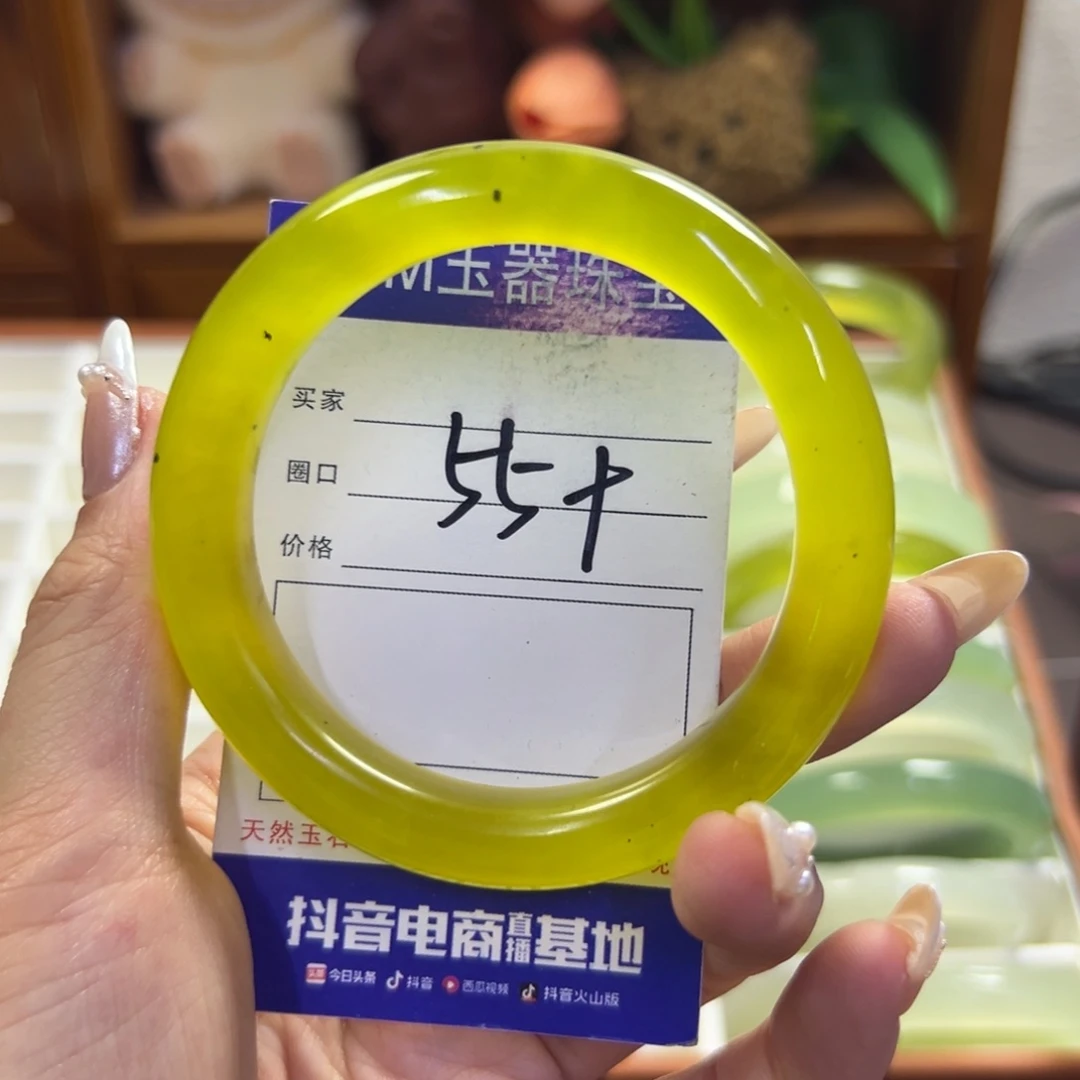 M玉器珠宝
买家
圈口
55+
价格
天然玉石
抖音电商直播基地
今日头条 抖音 西瓜视频 抖音火山版